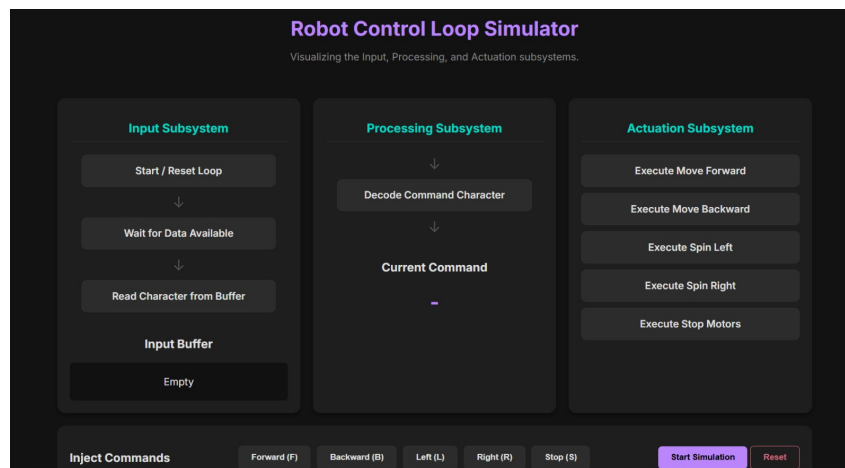 Robot Control Loop Simulator
Visualizing the Input, Processing, and Actuation subsystems.
Input Subsystem
Start / Reset Loop
↓
Wait for Data Available
↓
Read Character from Buffer
Input Buffer
Empty
Processing Subsystem
↓
Decode Command Character
↓
Current Command
-
Actuation Subsystem
Execute Move Forward
Execute Move Backward
Execute Spin Left
Execute Spin Right
Execute Stop Motors
Inject Commands
Forward (F)
Backward (B)
Left (L)
Right (R)
Stop (S)
Start Simulation
Reset